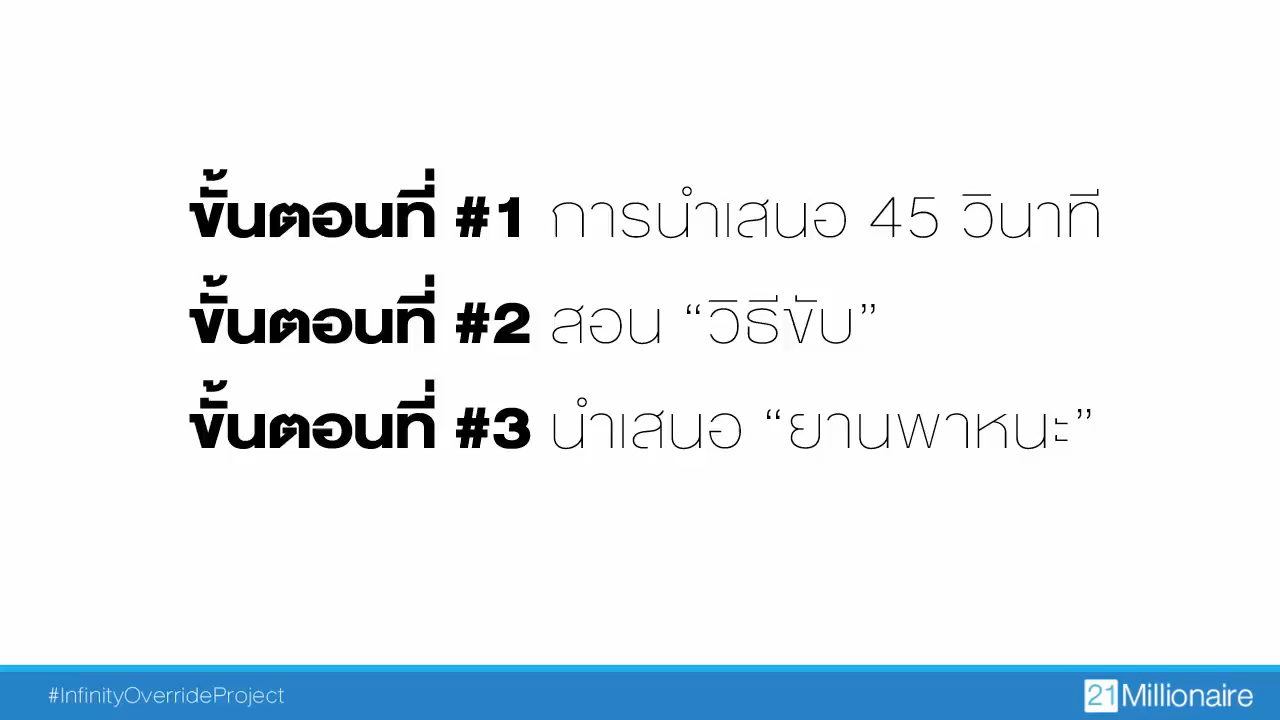 ขั้นตอนที่ #1 การนำเสนอ 45 วินาที
ขั้นตอนที่ #2 สอน “วิธีขับ”
ขั้นตอนที่ #3 นำเสนอ “ยานพาหนะ”
#InfinityOverrideProject
21Millionaire